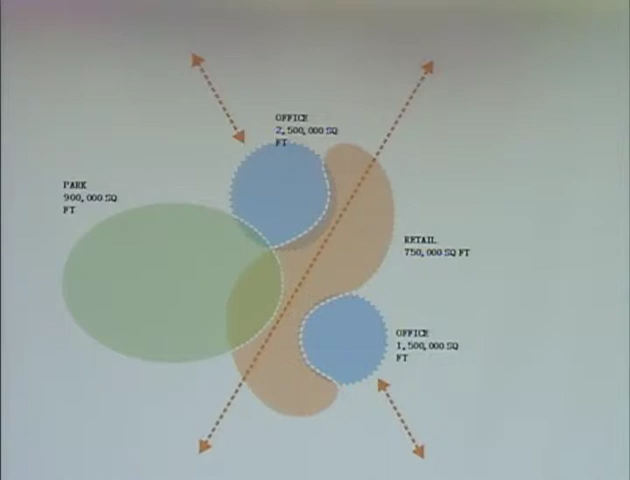 OFFICE
2,500,000 SQ
FT
PARK
900,000 SQ
FT
RETAIL
750,000 SQ FT
OFFICE
1,500,000 SQ
FT